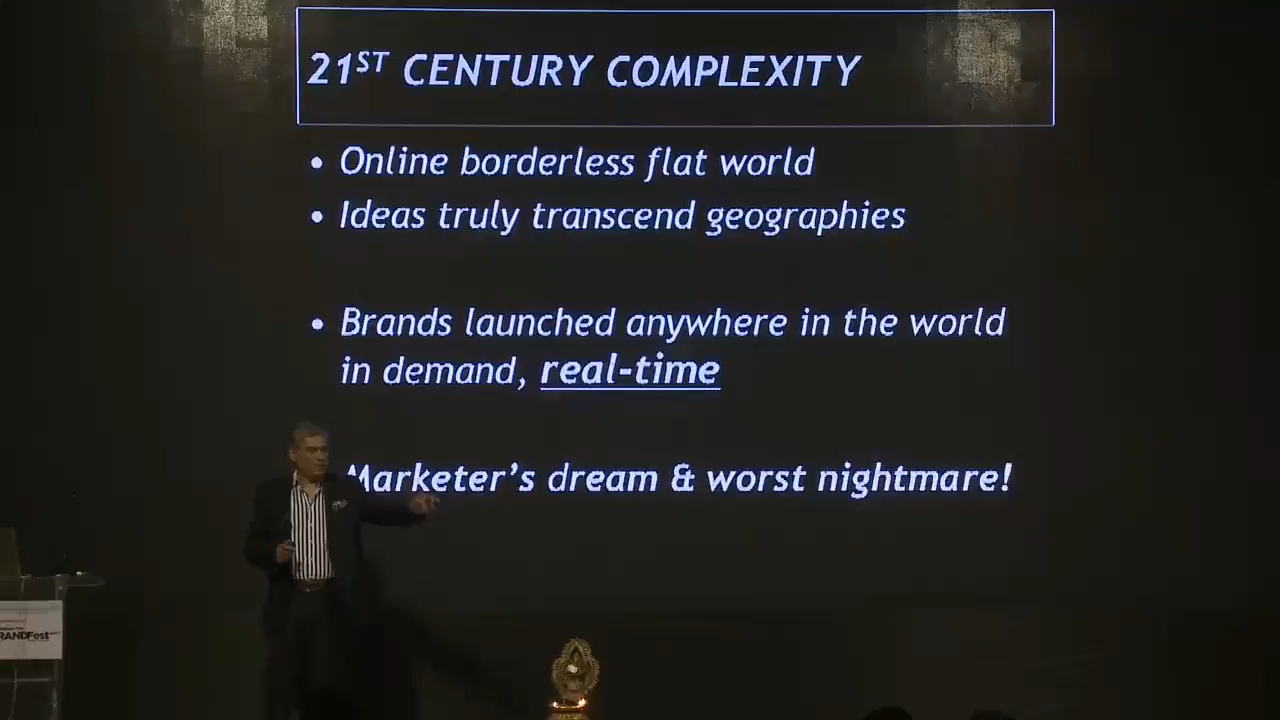 21ST CENTURY COMPLEXITY
• Online borderless flat world
• Ideas truly transcend geographies
• Brands launched anywhere in the world
in demand, real-time
Marketer's dream & worst nightmare!
RANDFest